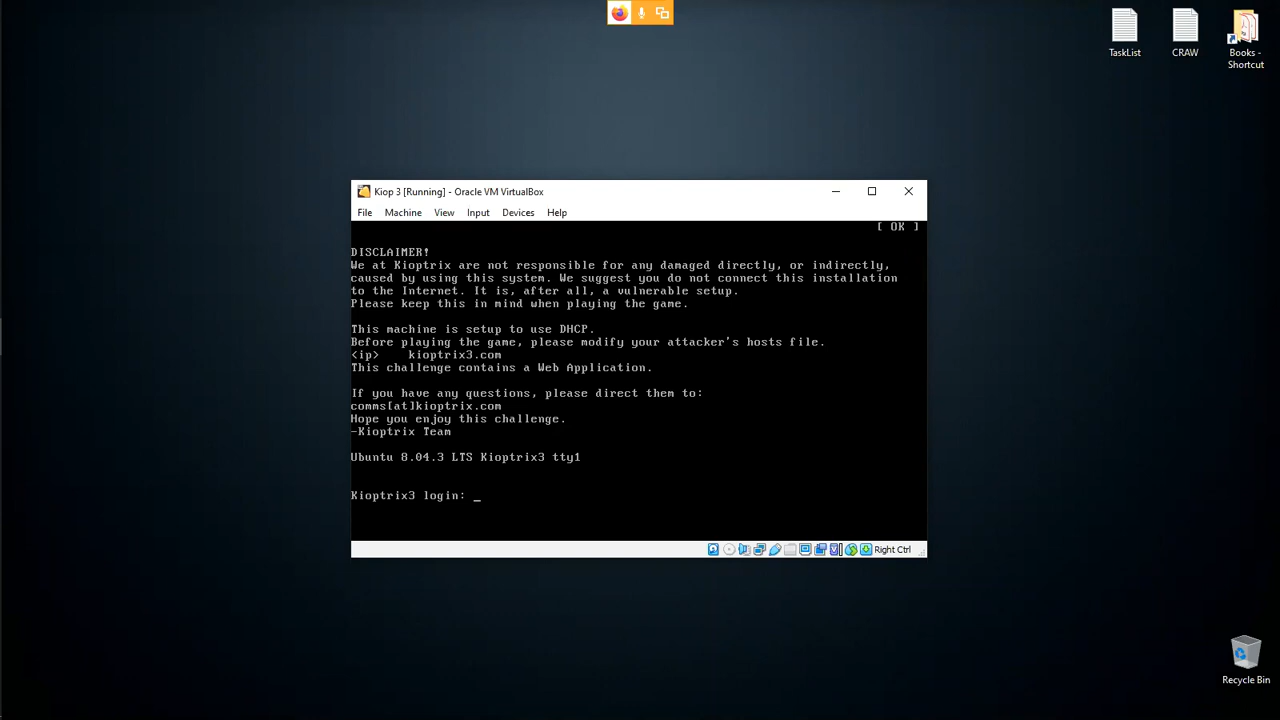 TaskList
CRAW
Books -
Shortcut
Kiop 3 [Running] - Oracle VM VirtualBox
File Machine View Input Devices Help
[ OK ]
DISCLAIMER!
We at Kioptrix are not responsible for any damaged directly, or indirectly,
caused by using this system. We suggest you do not connect this installation
to the Internet. It is, after all, a vulnerable setup.
Please keep this in mind when playing the game.
This machine is setup to use DHCP.
Before playing the game, please modify your attacker's hosts file.
<ip> kioptrix3.com
This challenge contains a Web Application.
If you have any questions, please direct them to:
comms[at]kioptrix.com
Hope you enjoy this challenge.
-Kioptrix Team
Ubuntu 8.04.3 LTS Kioptrix3 tty1
Kioptrix3 login: _
Right Ctrl
Recycle Bin